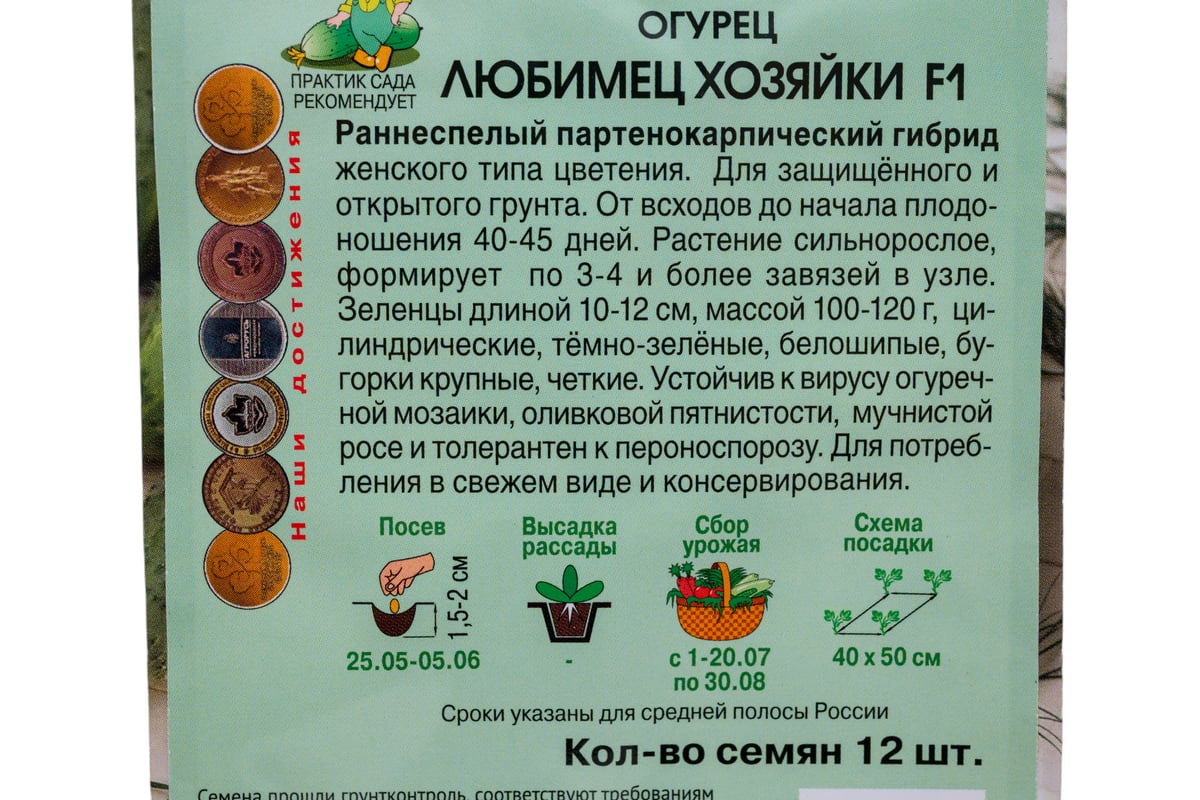 ОГУРЕЦ
ЛЮБИМЕЦ ХОЗЯЙКИ F1
ПРАКТИК САДА
РЕКОМЕНДУЕТ
Наши достижения
Раннеспелый партенокарпический гибрид
женского типа цветения. Для защищённого и
открытого грунта. От всходов до начала плодо-
ношения 40-45 дней. Растение сильнорослое,
формирует по 3-4 и более завязей в узле.
Зеленцы длиной 10-12 см, массой 100-120 г, ци-
линдрические, тёмно-зелёные, белошипые, бу-
горки крупные, четкие. Устойчив к вирусу огуреч-
ной мозаики, оливковой пятнистости, мучнистой
росе и толерантен к пероноспорозу. Для потреб-
ления в свежем виде и консервирования.
Посев
1,5-2 см
25.05-05.06
Высадка
рассады
-
Сбор
урожая
с 1-20.07
по 30.08
Схема
посадки
40 х 50 см
Сроки указаны для средней полосы России
Кол-во семян 12 шт.
Семена прошли грунтконтроль, соответствуют требованиям